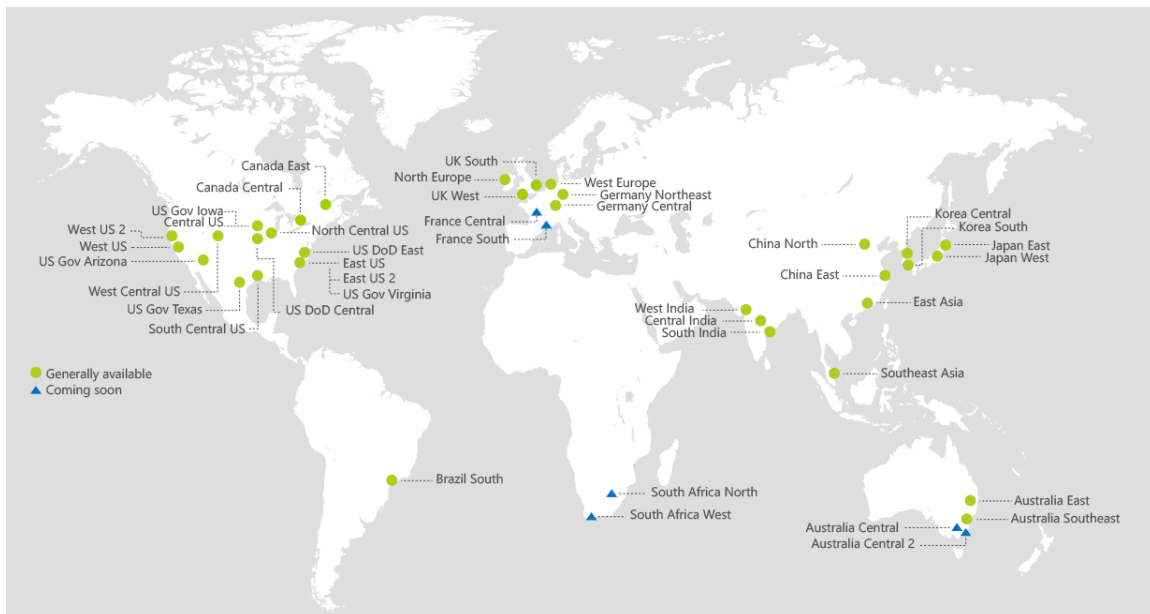 Canada East
Canada Central
US Gov Iowa
Central US
North Central US
West US 2
West US
US Gov Arizona
US DoD East
East US
East US 2
US Gov Virginia
West Central US
US Gov Texas
US DoD Central
South Central US
UK South
North Europe
West Europe
UK West
Germany Northeast
Germany Central
France Central
France South
Korea Central
Korea South
China North
Japan East
Japan West
China East
East Asia
West India
Central India
South India
Southeast Asia
Generally available
Coming soon
Brazil South
South Africa North
South Africa West
Australia East
Australia Southeast
Australia Central
Australia Central 2